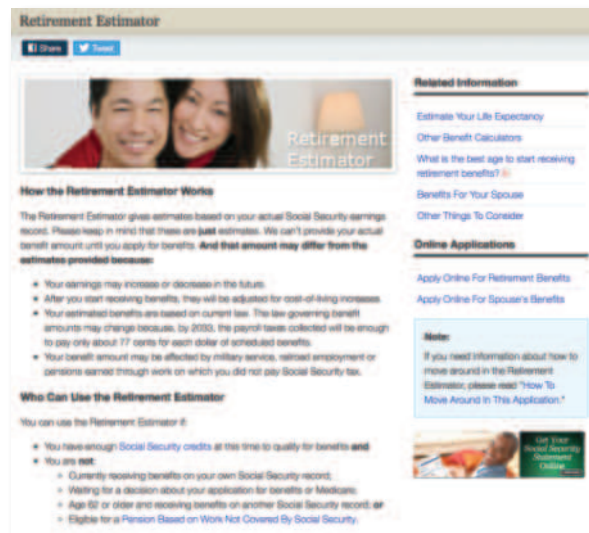 Retirement Estimator
Share
Tweet
Retirement
Estimator
How the Retirement Estimator Works
The Retirement Estimator gives estimates based on your actual Social Security earnings
record. Please keep in mind that these are just estimates. We can't provide your actual
benefit amount until you apply for benefits. And that amount may differ from the
estimates provided because:
Your earnings may increase or decrease in the future.
After you start receiving benefits, they will be adjusted for cost-of-living increases.
Your estimated benefits are based on current law. The law governing benefit
amounts may change because, by 2033, the payroll taxes collected will be enough
to pay only about 77 cents for each dollar of scheduled benefits.
Your benefit amount may be affected by military service, railroad employment or
pensions earned through work on which you did not pay Social Security tax.
Who Can Use the Retirement Estimator
You can use the Retirement Estimator if:
You have enough Social Security credits at this time to qualify for benefits and
You are not:
Currently receiving benefits on your own Social Security record;
Waiting for a decision about your application for benefits or Medicare;
Age 62 or older and receiving benefits on another Social Security record; or
Eligible for a Pension Based on Work Not Covered By Social Security.
Related Information
Estimate Your Life Expectancy
Other Benefit Calculators
What is the best age to start receiving
retirement benefits?
Benefits For Your Spouse
Other Things To Consider
Online Applications
Apply Online For Retirement Benefits
Apply Online For Spouse's Benefits
Note:
If you need information about how to
move around in the Retirement
Estimator, please read "How To
Move Around In This Application."
Get Your
Social Security
Statement
Online